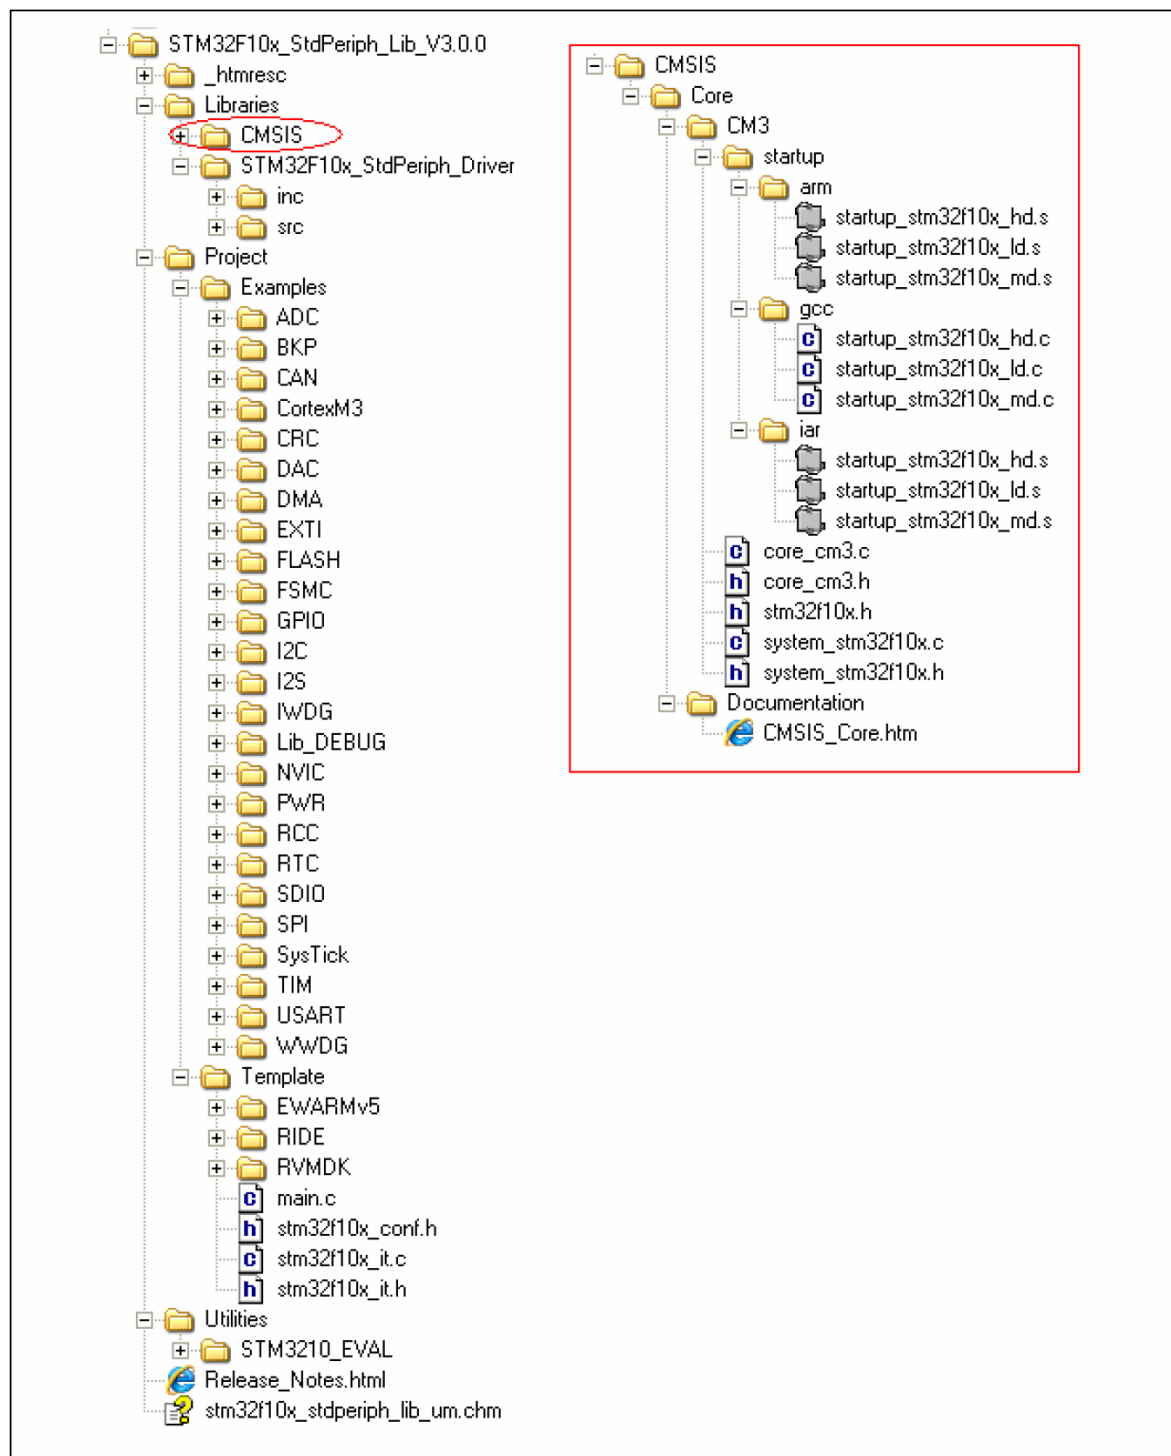 STM32F10x_StdPeriph_Lib_V3.0.0
_htmresc
Libraries
CMSIS
STM32F10x_StdPeriph_Driver
inc
src
Project
Examples
ADC
BKP
CAN
CortexM3
CRC
DAC
DMA
EXTI
FLASH
FSMC
GPIO
I2C
I2S
IWDG
Lib_DEBUG
NVIC
PWR
RCC
RTC
SDIO
SPI
SysTick
TIM
USART
WWDG
Template
EWARMv5
RIDE
RVMDK
main.c
stm32f10x_conf.h
stm32f10x_it.c
stm32f10x_it.h
Utilities
STM3210_EVAL
Release_Notes.html
stm32f10x_stdperiph_lib_um.chm
CMSIS
Core
CM3
startup
arm
startup_stm32f10x_hd.s
startup_stm32f10x_ld.s
startup_stm32f10x_md.s
gcc
startup_stm32f10x_hd.c
startup_stm32f10x_ld.c
startup_stm32f10x_md.c
iar
startup_stm32f10x_hd.s
startup_stm32f10x_ld.s
startup_stm32f10x_md.s
core_cm3.c
core_cm3.h
stm32f10x.h
system_stm32f10x.c
system_stm32f10x.h
Documentation
CMSIS_Core.htm